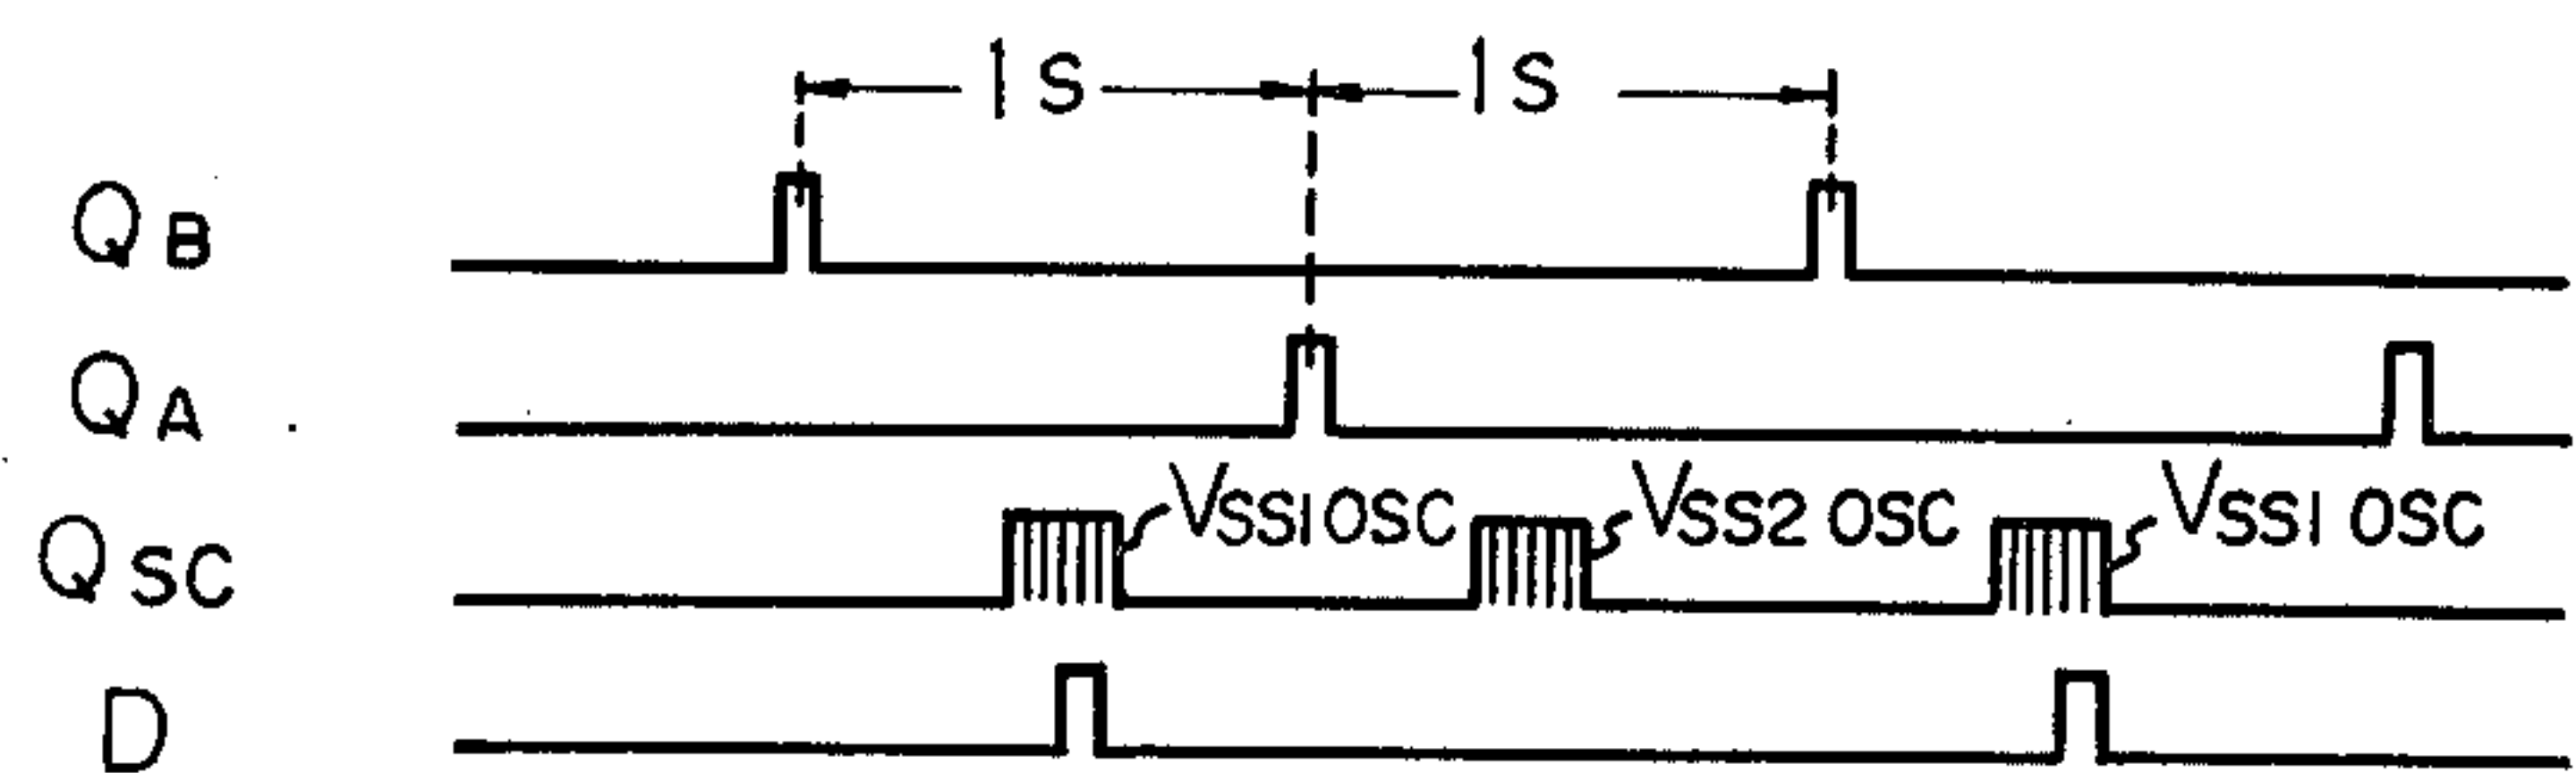 1S 1S
QB
QA
QSC VSS1 OSC VSS2 OSC VSS1 OSC
D